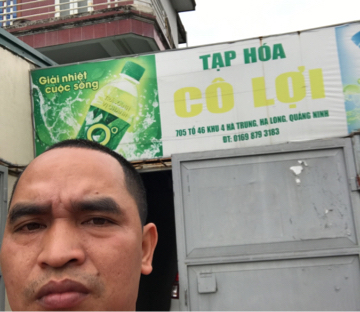 Giải nhiệt
cuộc sống
0°
TẠP HÓA
CÔ LỢI
705 TỔ 46 KHU 4 HÀ TRUNG, HẠ LONG, QUẢNG NINH
ĐT: 0169 879 3183